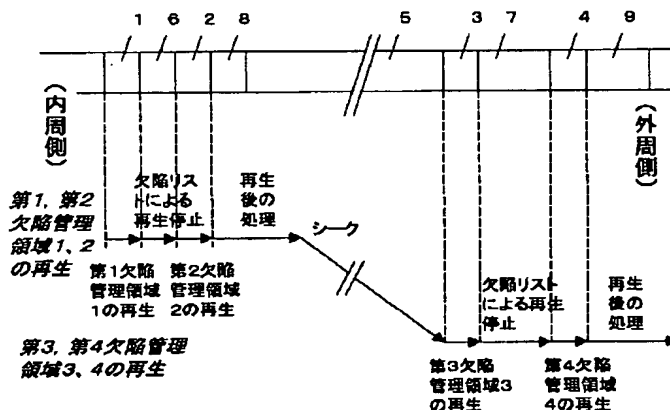 1 6 2 8 5 3 7 4 9
(内周側)
(外周側)
第1, 第2
欠陥管理
領域1、2
の再生
欠陥リス
トによる
再生停止
再生
後の
処理
シーク
第1欠陥
管理領域
1の再生
第2欠陥
管理領域
2の再生
欠陥リスト
による再生
停止
再生
後の
処理
第3, 第4欠陥管理
領域3、4の再生
第3欠陥
管理領域3
の再生
第4欠陥
管理領域
4の再生